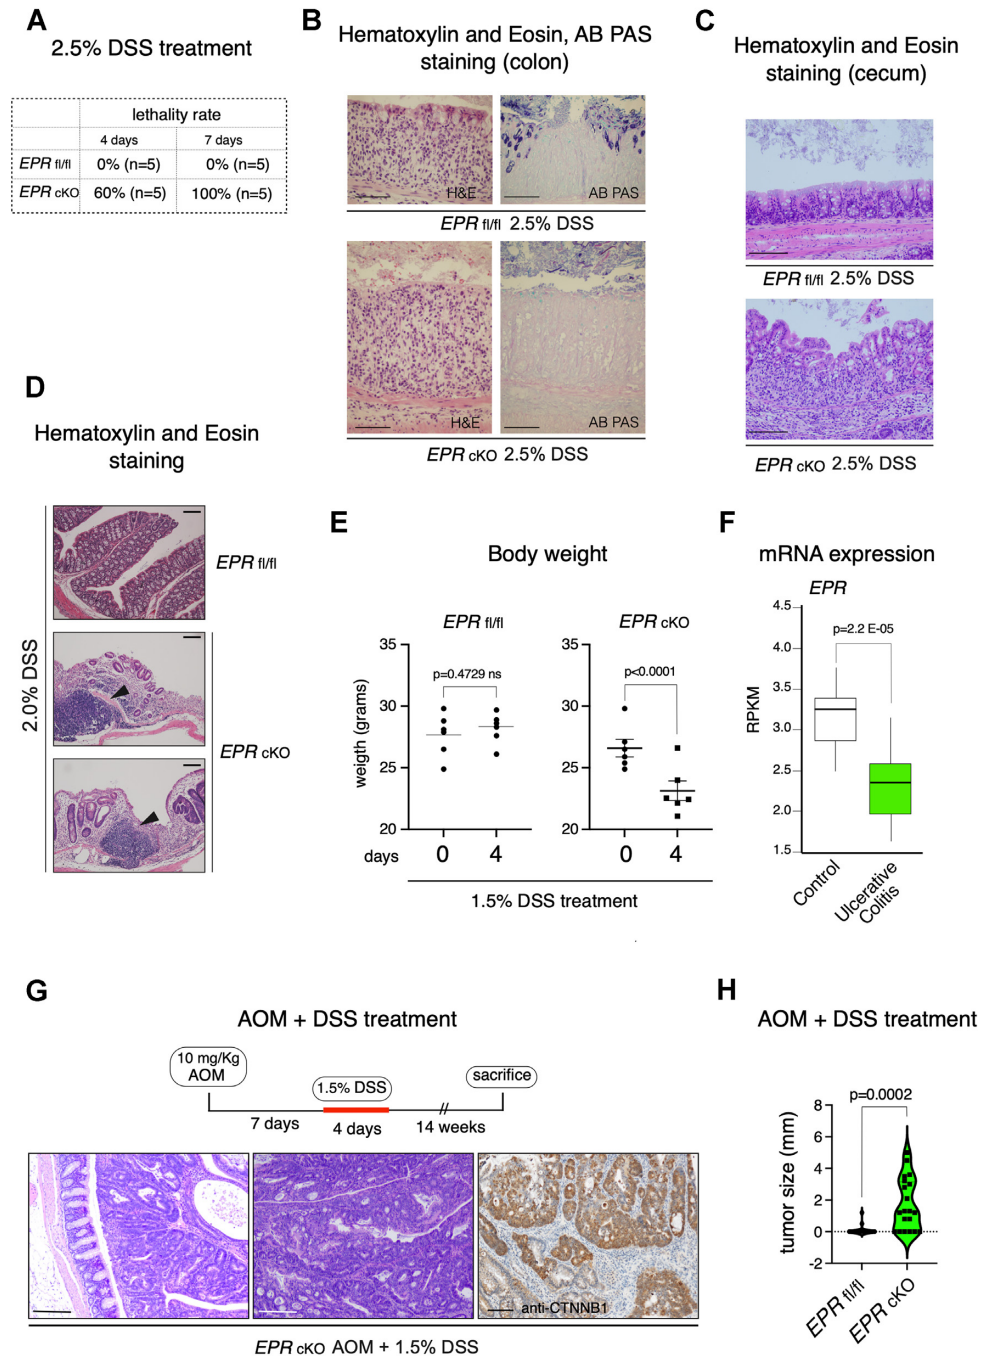 A
2.5% DSS treatment
lethality rate
4 days 7 days
EPR fl/fl 0% (n=5) 0% (n=5)
EPR cKO 60% (n=5) 100% (n=5)
B
Hematoxylin and Eosin, AB PAS
staining (colon)
H&E AB PAS
EPR fl/fl 2.5% DSS
H&E AB PAS
EPR cKO 2.5% DSS
C
Hematoxylin and Eosin
staining (cecum)
EPR fl/fl 2.5% DSS
EPR cKO 2.5% DSS
D
Hematoxylin and Eosin
staining
2.0% DSS
EPR fl/fl
EPR cKO
E
Body weight
EPR fl/fl EPR cKO
weigth (grams)
35
30
25
20
p=0.4729 ns
35
30
25
20
p<0.0001
days 0 4 0 4
1.5% DSS treatment
F
mRNA expression
EPR
RPKM
4.5
4.0
3.0
2.5
2.0
1.5
p=2.2 E-05
Control
Ulcerative
Colitis
G
AOM + DSS treatment
10 mg/Kg
AOM
1.5% DSS
sacrifice
7 days
4 days
14 weeks
anti-CTNNB1
EPR cKO AOM + 1.5% DSS
H
AOM + DSS treatment
p=0.0002
tumor size (mm)
8
6
4
2
0
-2
EPR fl/fl
EPR cKO